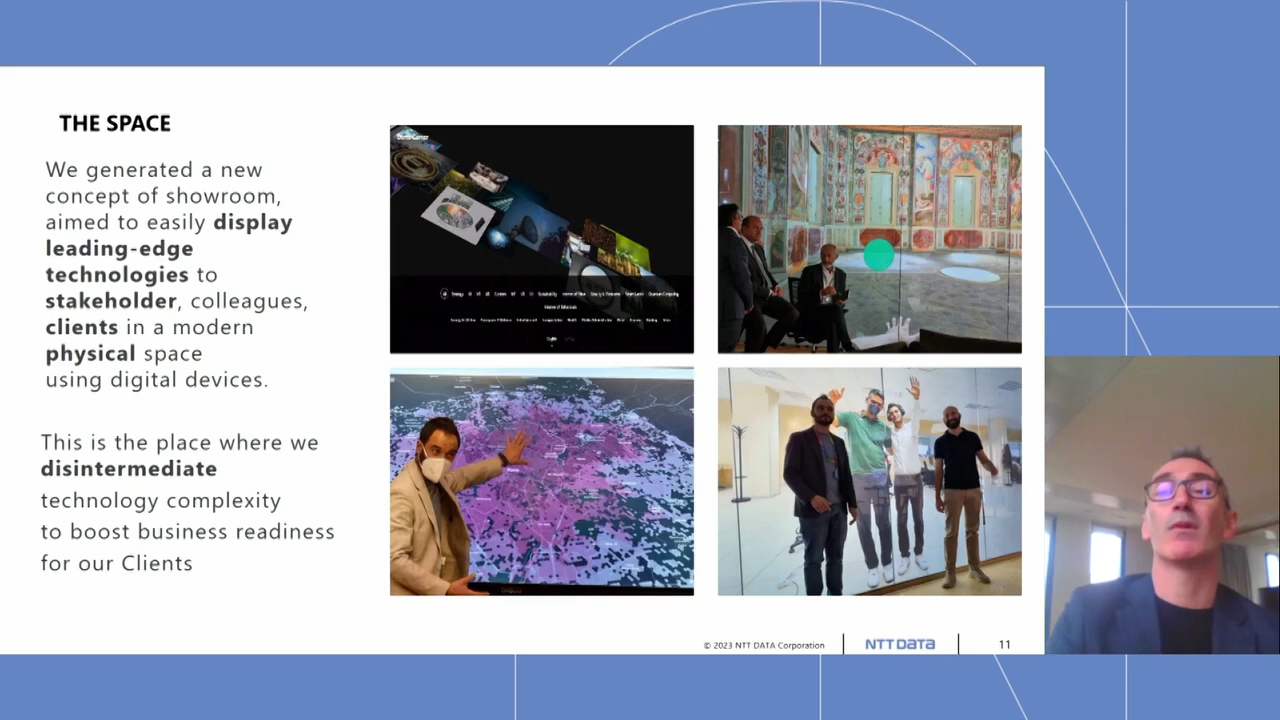 THE SPACE
We generated a new
concept of showroom,
aimed to easily display
leading-edge
technologies to
stakeholder, colleagues,
clients in a modern
physical space
using digital devices.
This is the place where we
disintermediate
technology complexity
to boost business readiness
for our Clients
© 2023 NTT DATA Corporation
NTT DATA
11